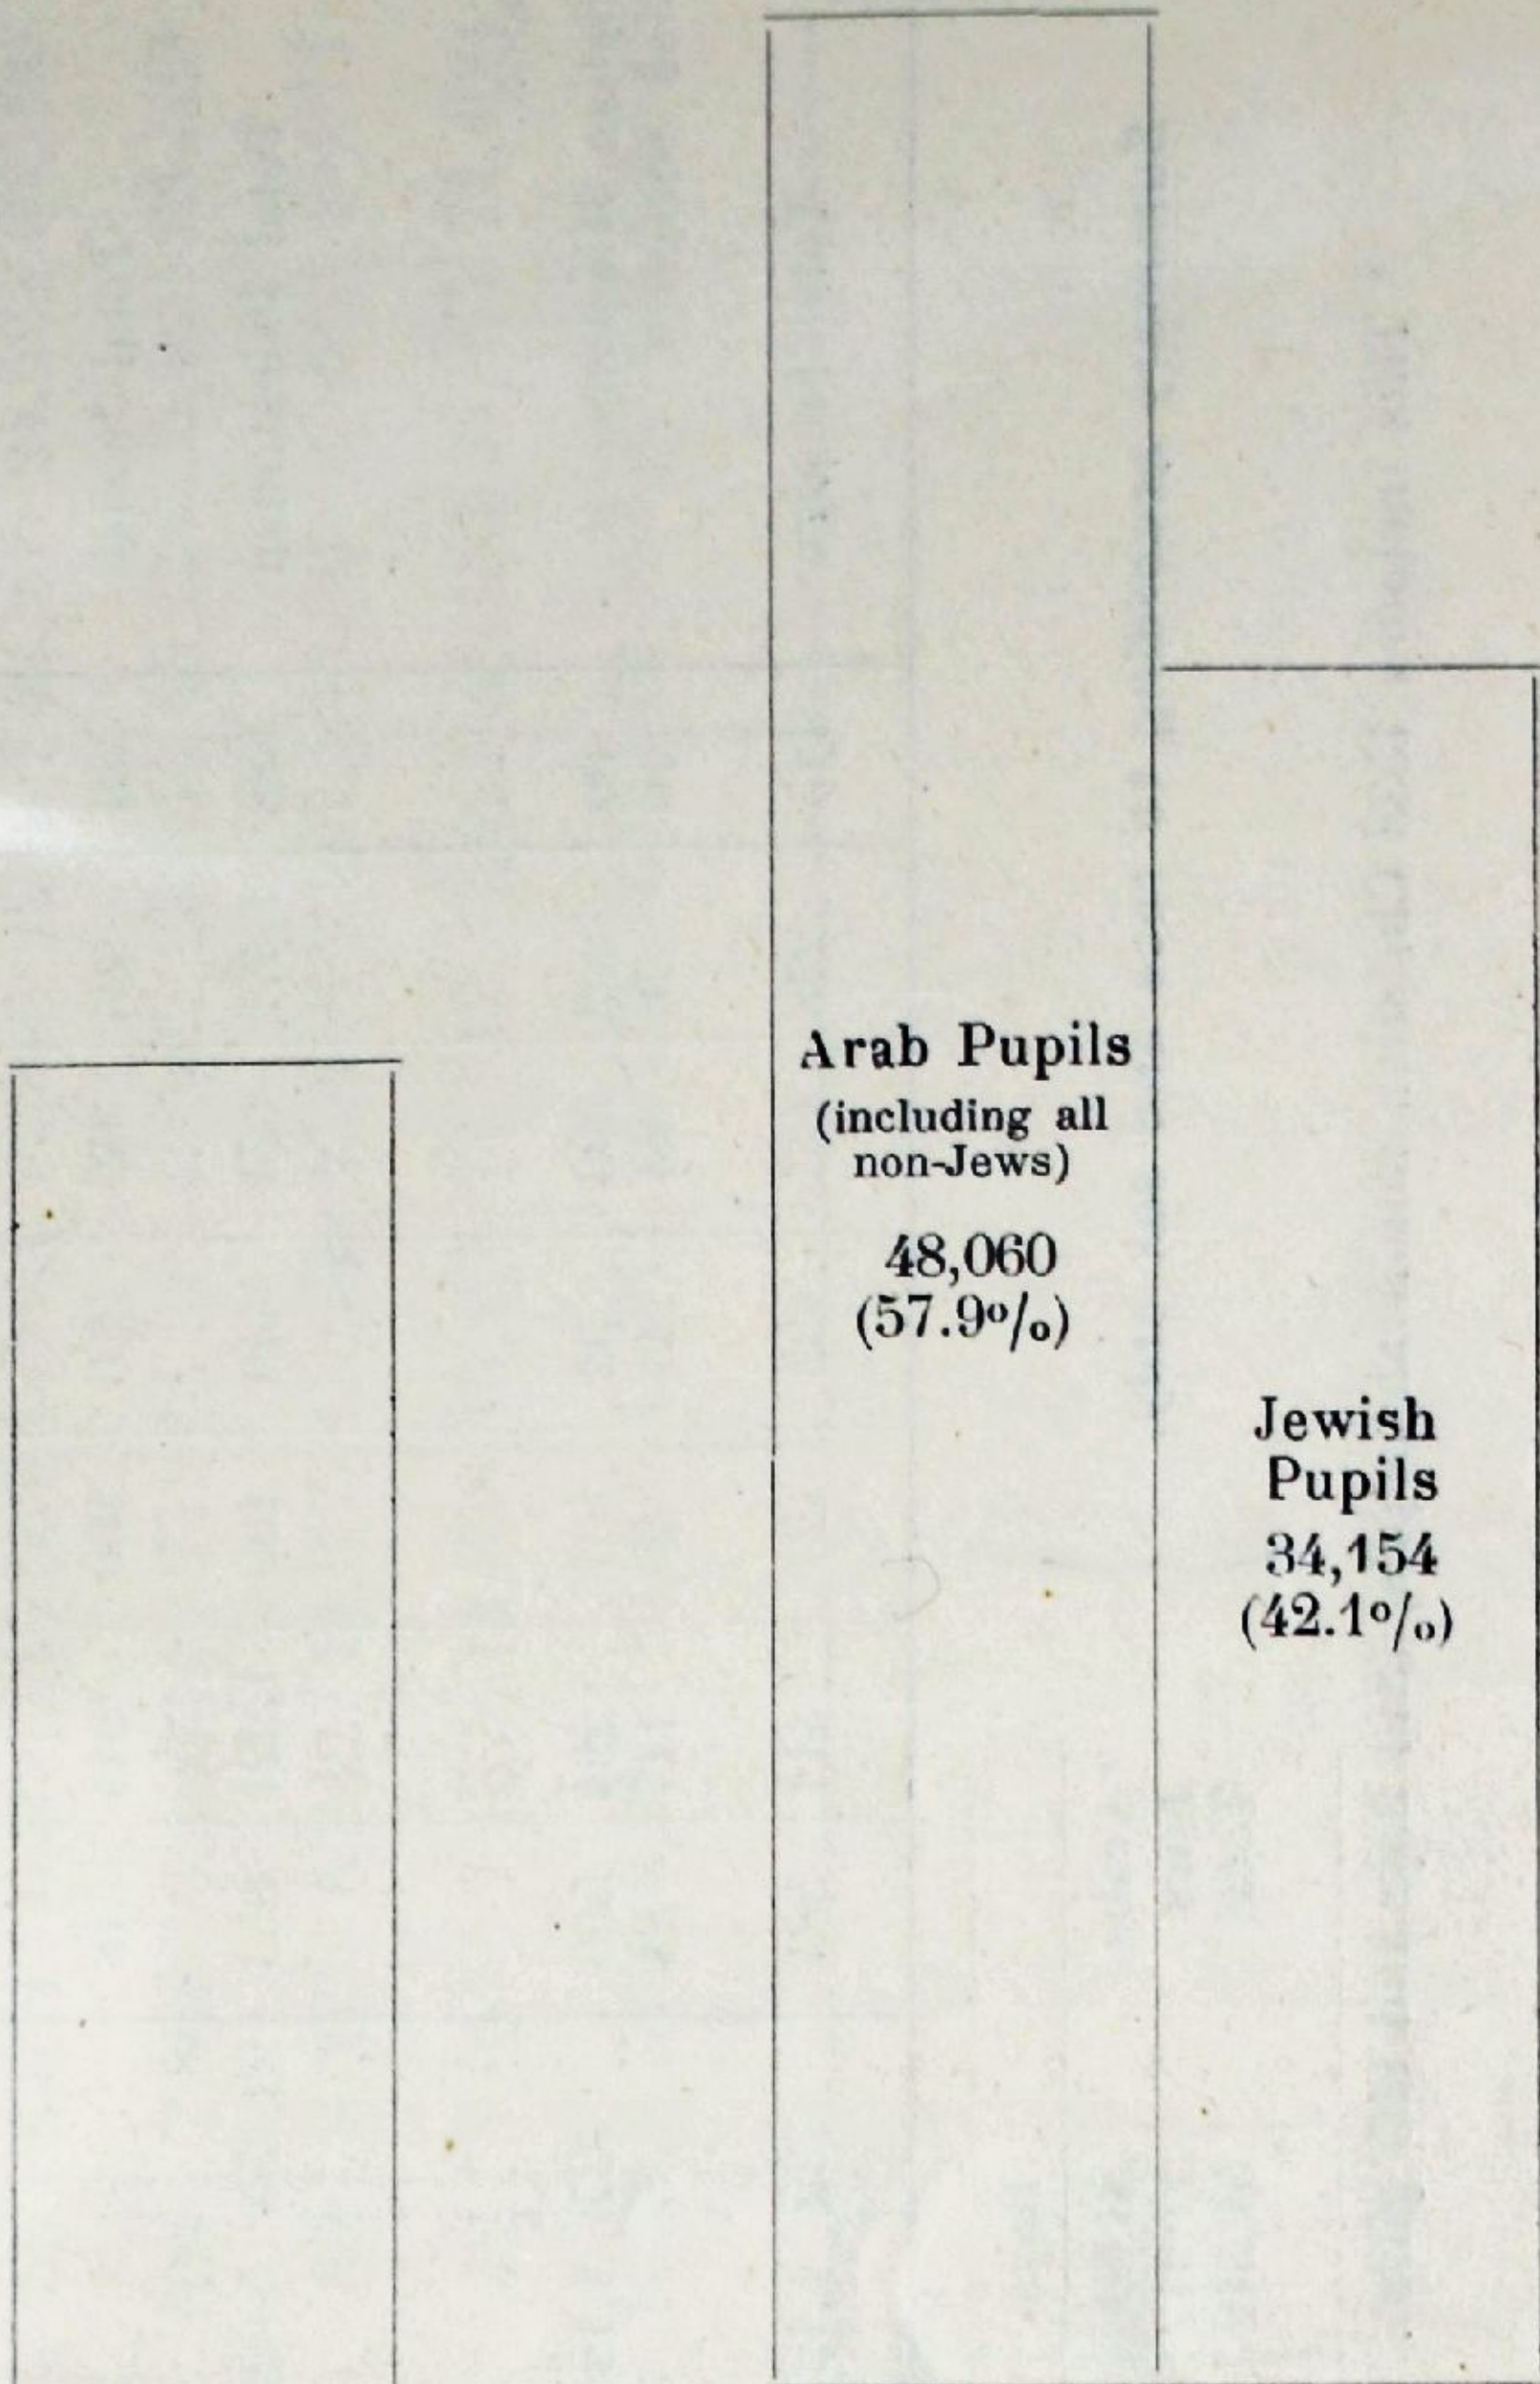 Arab Pupils
(including all
non-Jews)
48,060
(57.9%)
Jewish
Pupils
34,154
(42.1%)